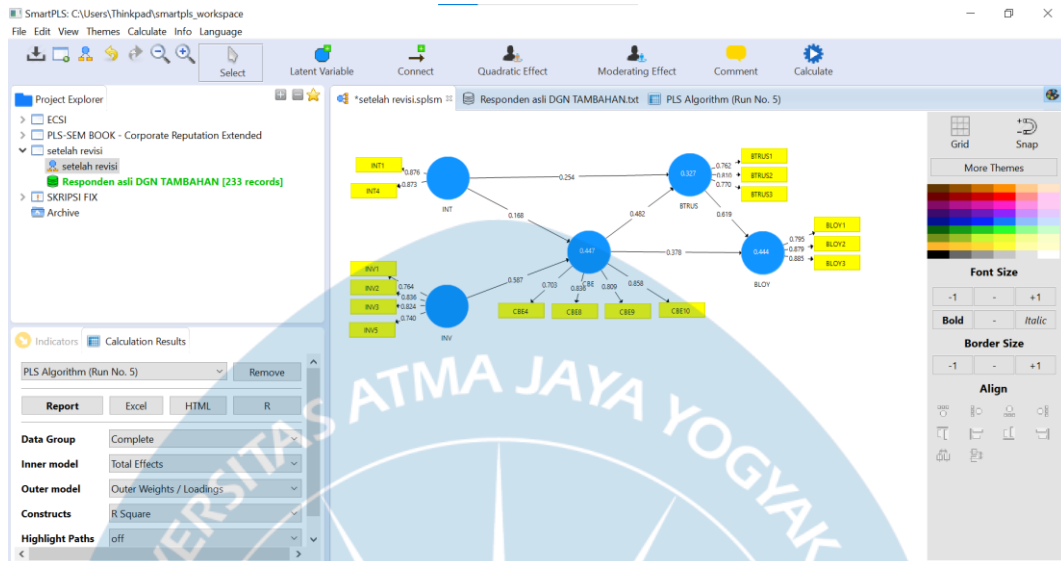 SmartPLS: C:\Users\Thinkpad\smartpls_workspace
File Edit View Themes Calculate Info Language
Select
Latent Variable
Connect
Quadratic Effect
Moderating Effect
Comment
Calculate
Project Explorer
ECSI
PLS-SEM BOOK - Corporate Reputation Extended
setelah revisi
setelah revisi
Responden asli DGN TAMBAHAN [233 records]
SKRIPSI FIX
Archive
Indicators
Calculation Results
PLS Algorithm (Run No. 5)
Remove
Report
Excel
HTML
R
Data Group
Complete
Inner model
Total Effects
Outer model
Outer Weights / Loadings
Constructs
R Square
Highlight Paths
off
*setelah revisi.splsm
Responden asli DGN TAMBAHAN.txt
PLS Algorithm (Run No. 5)
INT1
INT4
0.876
0.873
INT
0.254
0.168
INV1
INV2
INV3
INV5
0.764
0.836
0.824
0.740
INV
0.567
0.447
CBE
0.703
0.836
0.809
0.858
CBE4
CBE8
CBE9
CBE10
0.482
0.378
0.327
BTRUS
0.762
0.810
0.770
BTRUS1
BTRUS2
BTRUS3
0.619
0.444
BLOY
0.795
0.879
0.885
BLOY1
BLOY2
BLOY3
Grid
Snap
More Themes
Font Size
-1
-
+1
Bold
-
Italic
Border Size
-1
-
+1
Align
ATMA JAYA YOGYAK